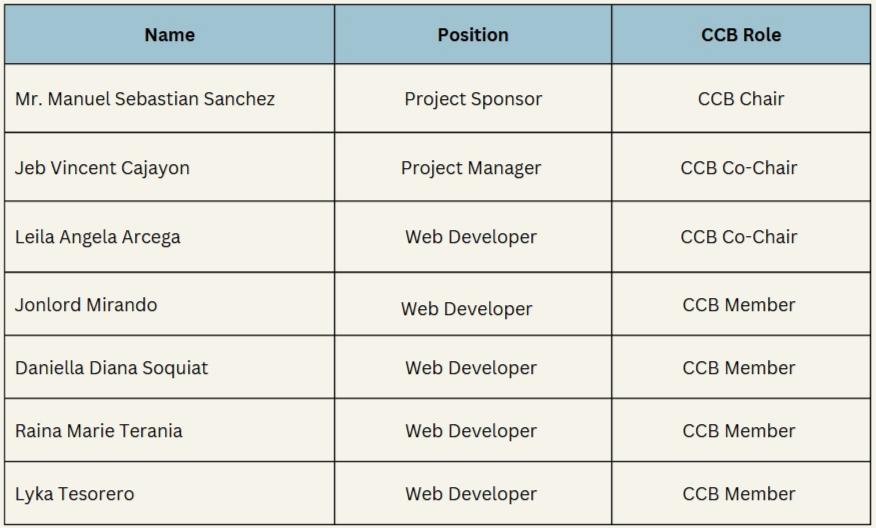 Name Position CCB Role
Mr. Manuel Sebastian Sanchez Project Sponsor CCB Chair
Jeb Vincent Cajayon Project Manager CCB Co-Chair
Leila Angela Arcega Web Developer CCB Co-Chair
Jonlord Mirando Web Developer CCB Member
Daniella Diana Soquiat Web Developer CCB Member
Raina Marie Terania Web Developer CCB Member
Lyka Tesorero Web Developer CCB Member